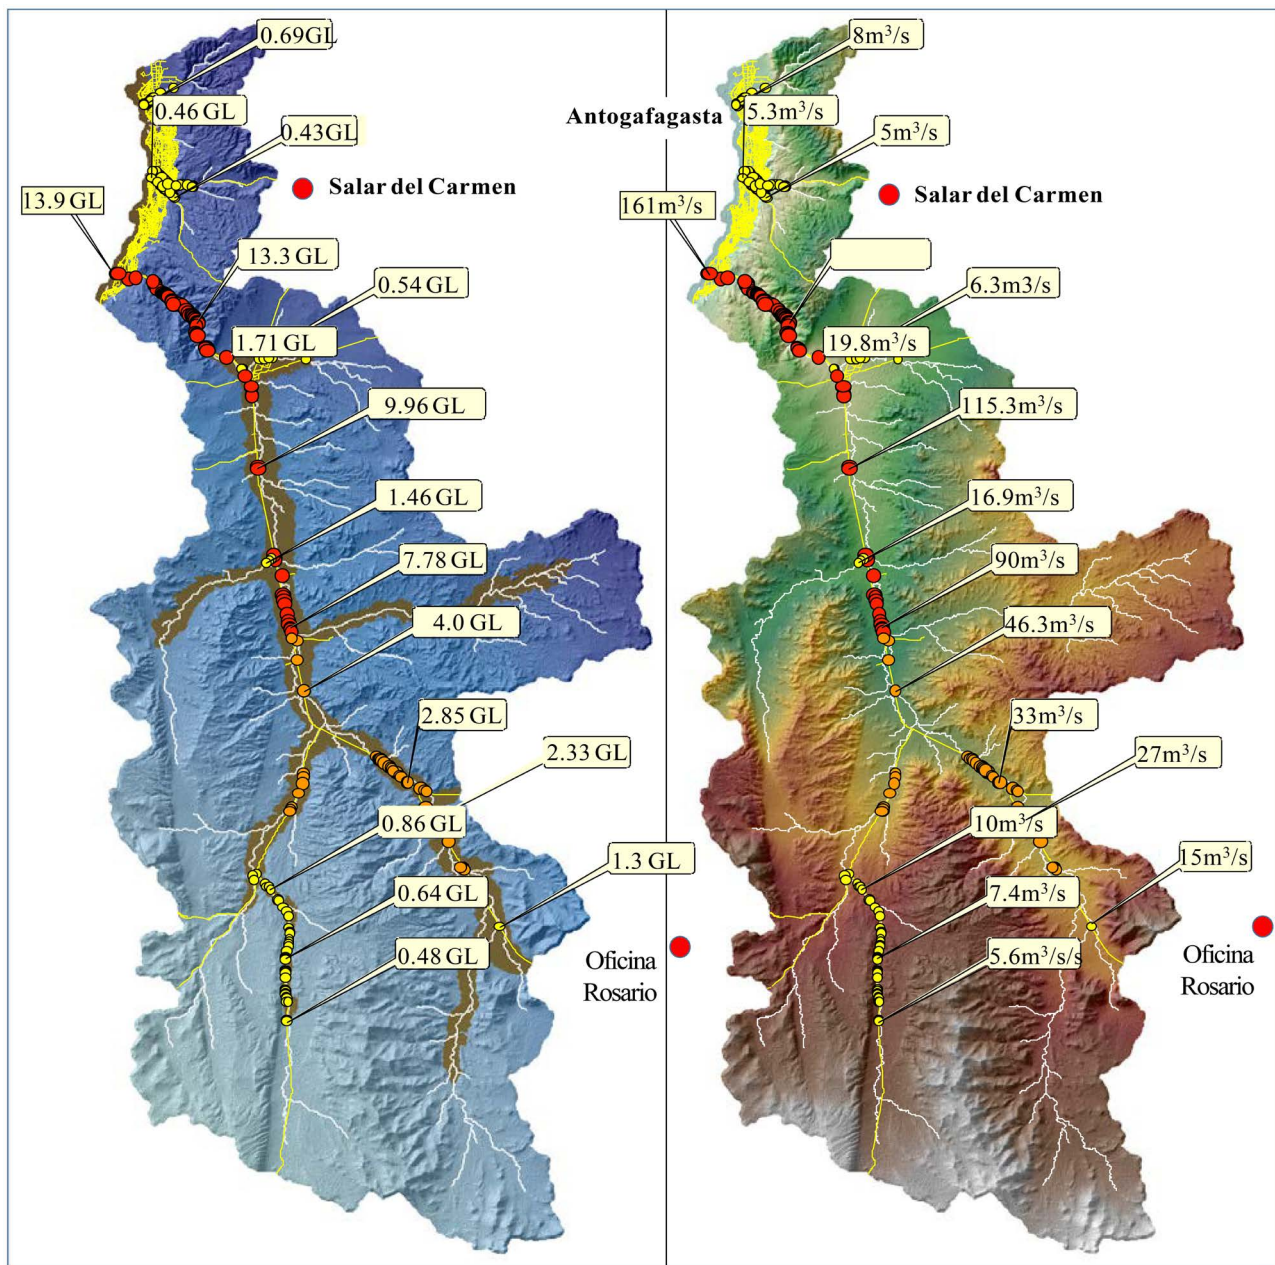 0.69GL
0.46 GL
0.43GL
Salar del Carmen
13.9 GL
13.3 GL
0.54 GL
1.71 GL
9.96 GL
1.46 GL
7.78 GL
4.0 GL
2.85 GL
2.33 GL
0.86 GL
1.3 GL
0.64 GL
0.48 GL
Oficina
Rosario
8m³/s
Antogafagasta
5.3m³/s
5m³/s
Salar del Carmen
161m³/s
6.3m3/s
19.8m³/s
115.3m³/s
16.9m³/s
90m³/s
46.3m³/s
33m³/s
27m³/s
10m³/s
15m³/s
7.4m³/s
5.6m³/s/s
Oficina
Rosario